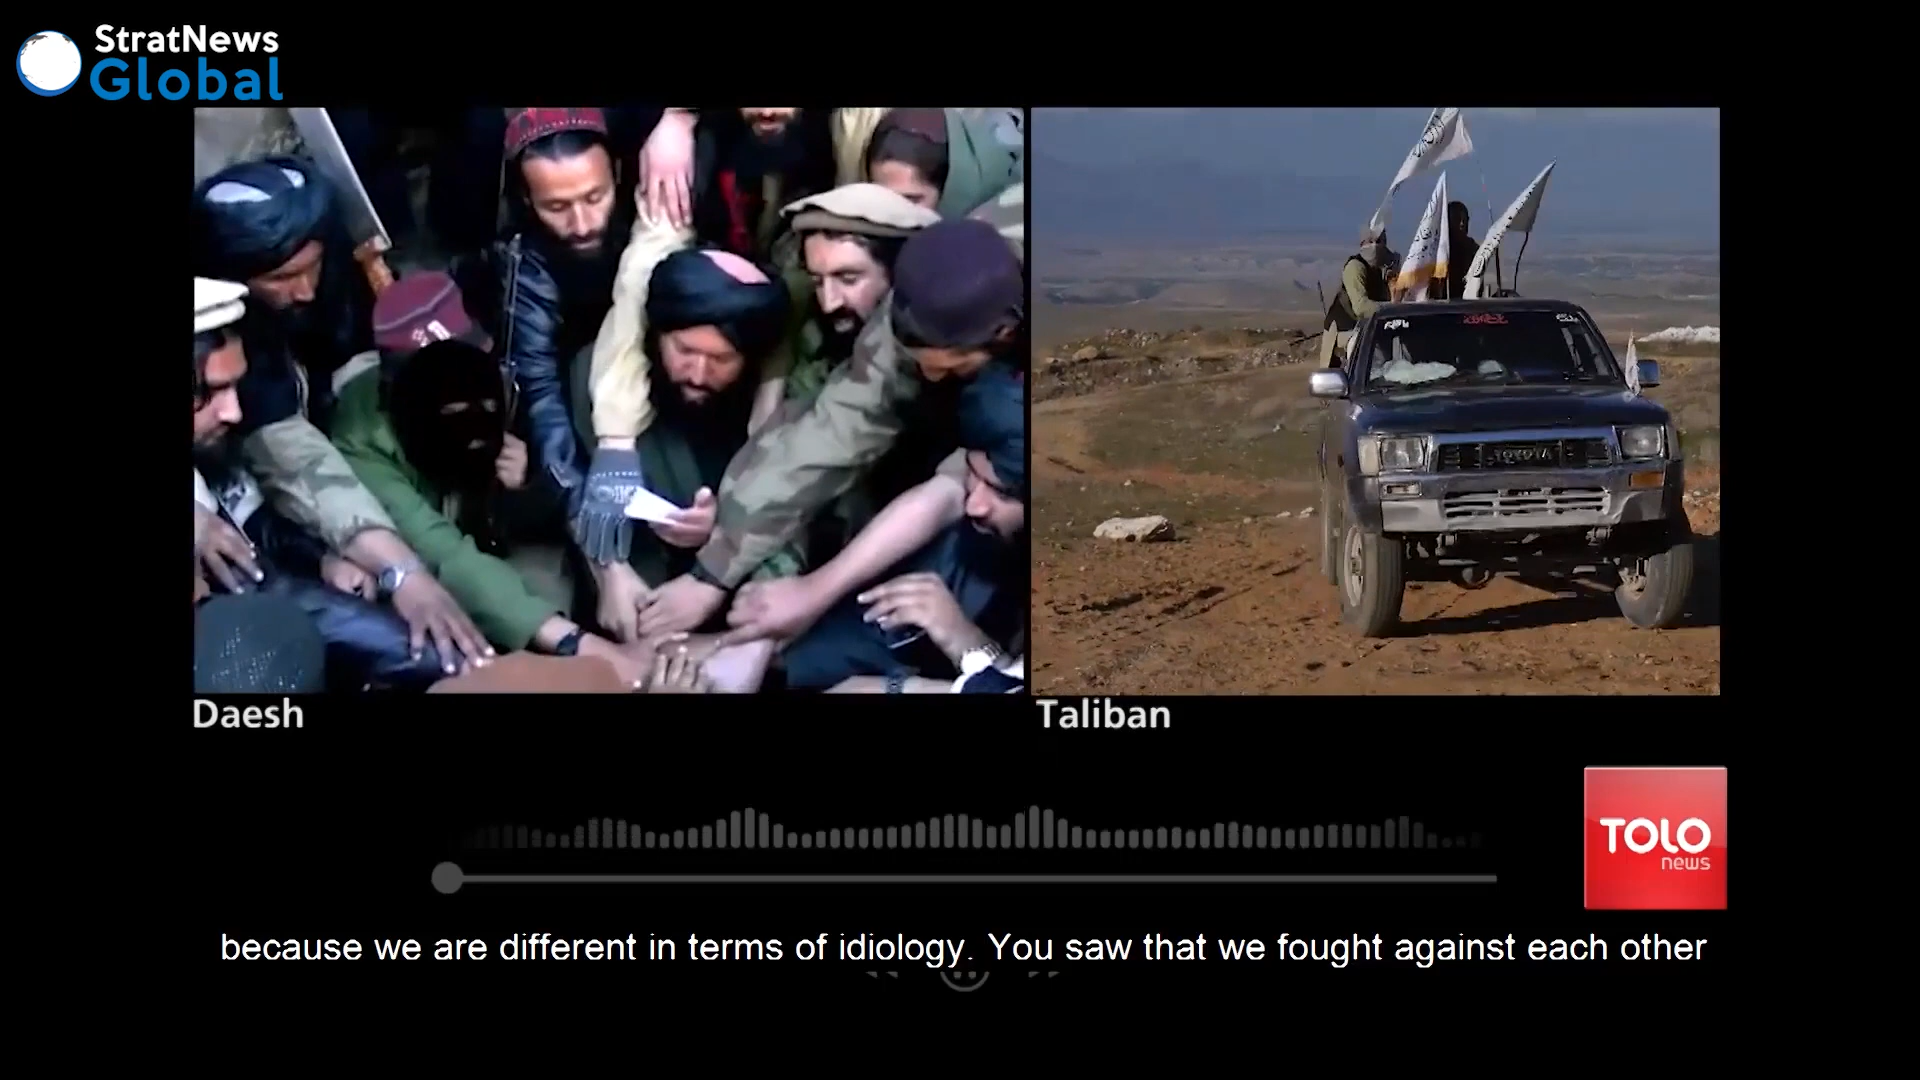 StratNews
Global
TOYOTA
Daesh
Taliban
TOLO
news
because we are different in terms of idiology. You saw that we fought against each other